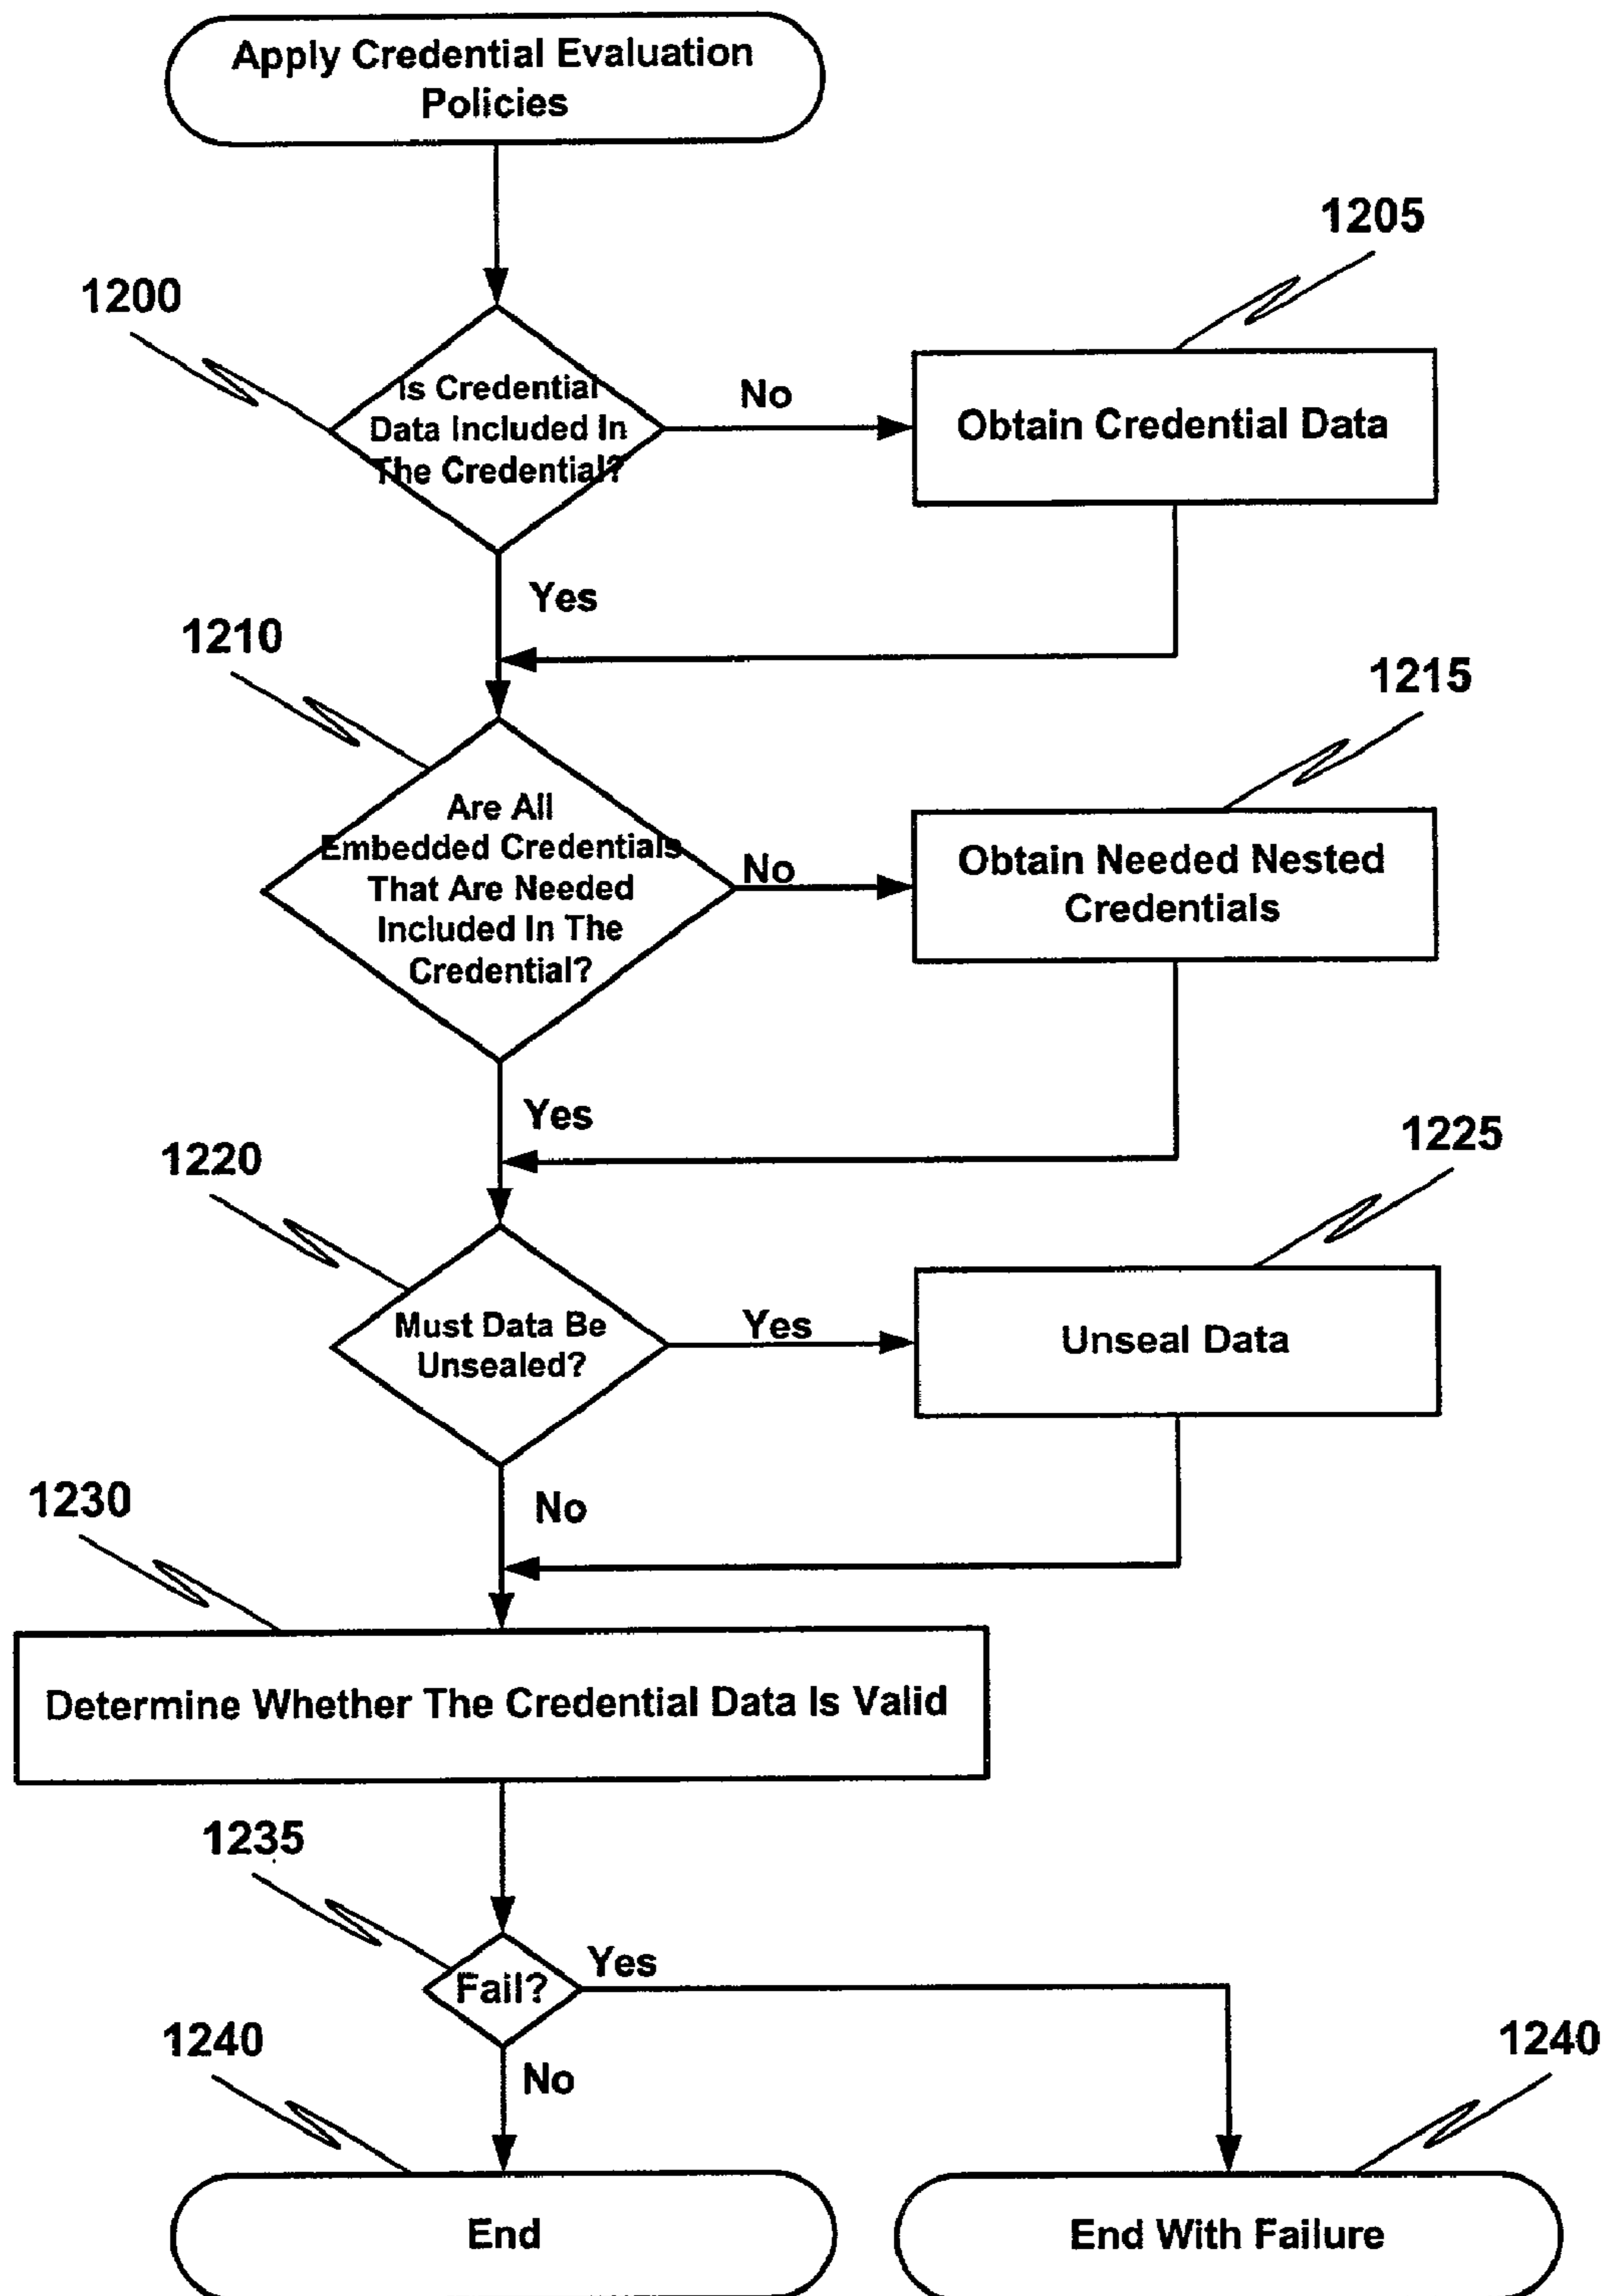 Apply Credential Evaluation
Policies
1205
1200
Is Credential
Data Included In
The Credential?
No
Obtain Credential Data
Yes
1210
1215
Are All
Embedded Credentials
That Are Needed
Included In The
Credential?
No
Obtain Needed Nested
Credentials
Yes
1220
1225
Must Data Be
Unsealed?
Yes
Unseal Data
No
1230
Determine Whether The Credential Data Is Valid
1235
Fail?
Yes
No
1240
1240
End
End With Failure